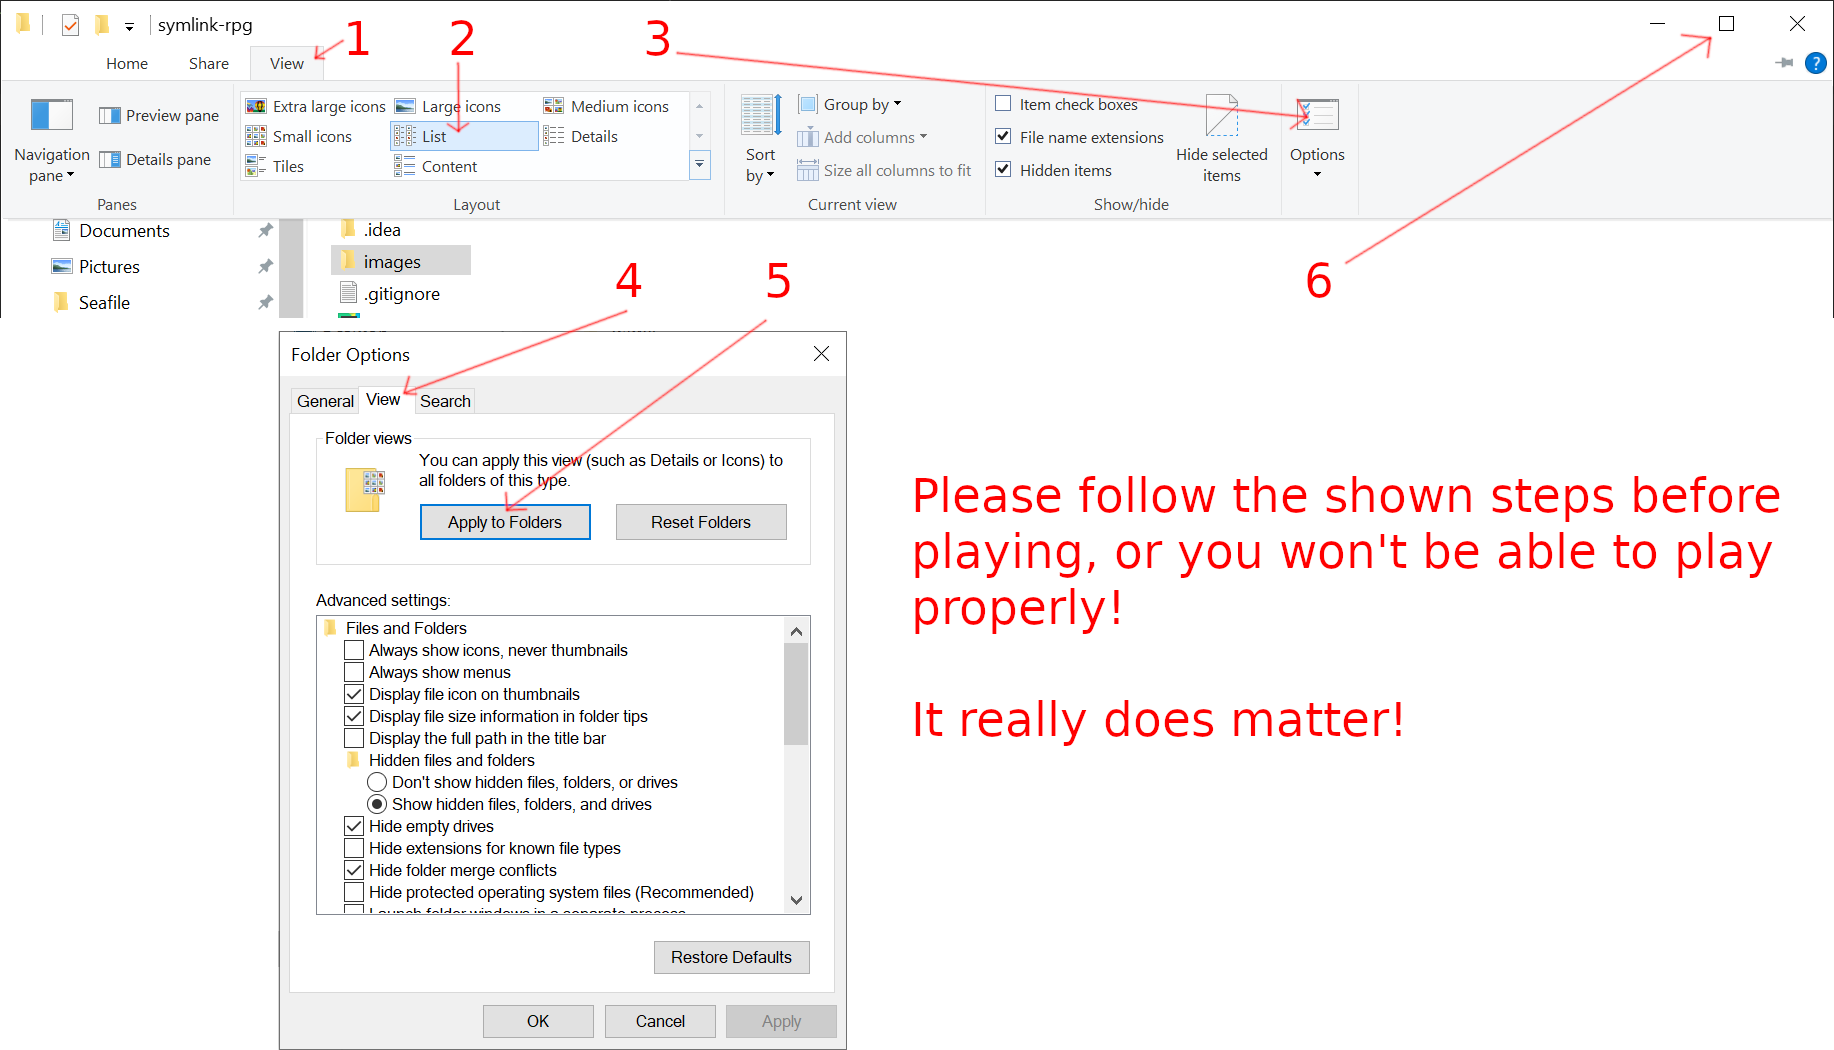 symlink-rpg
1 2 3
Home Share View
?
Extra large icons Large icons Medium icons
Small icons List Details
Tiles Content
Preview pane
Details pane
Navigation
pane
Panes
Layout
Sort
by
Group by
Add columns
Size all columns to fit
Current view
Item check boxes
File name extensions
Hidden items
Hide selected
items
Show/hide
Options
Documents
Pictures
Seafile
.idea
images
.gitignore
4 5 6
Folder Options
General View Search
Folder views
You can apply this view (such as Details or Icons) to
all folders of this type.
Apply to Folders Reset Folders
Advanced settings:
Files and Folders
Always show icons, never thumbnails
Always show menus
Display file icon on thumbnails
Display file size information in folder tips
Display the full path in the title bar
Hidden files and folders
Don't show hidden files, folders, or drives
Show hidden files, folders, and drives
Hide empty drives
Hide extensions for known file types
Hide folder merge conflicts
Hide protected operating system files (Recommended)
Launch folder windows in a separate process
Restore Defaults
OK Cancel Apply
Please follow the shown steps before
playing, or you won't be able to play
properly!
It really does matter!